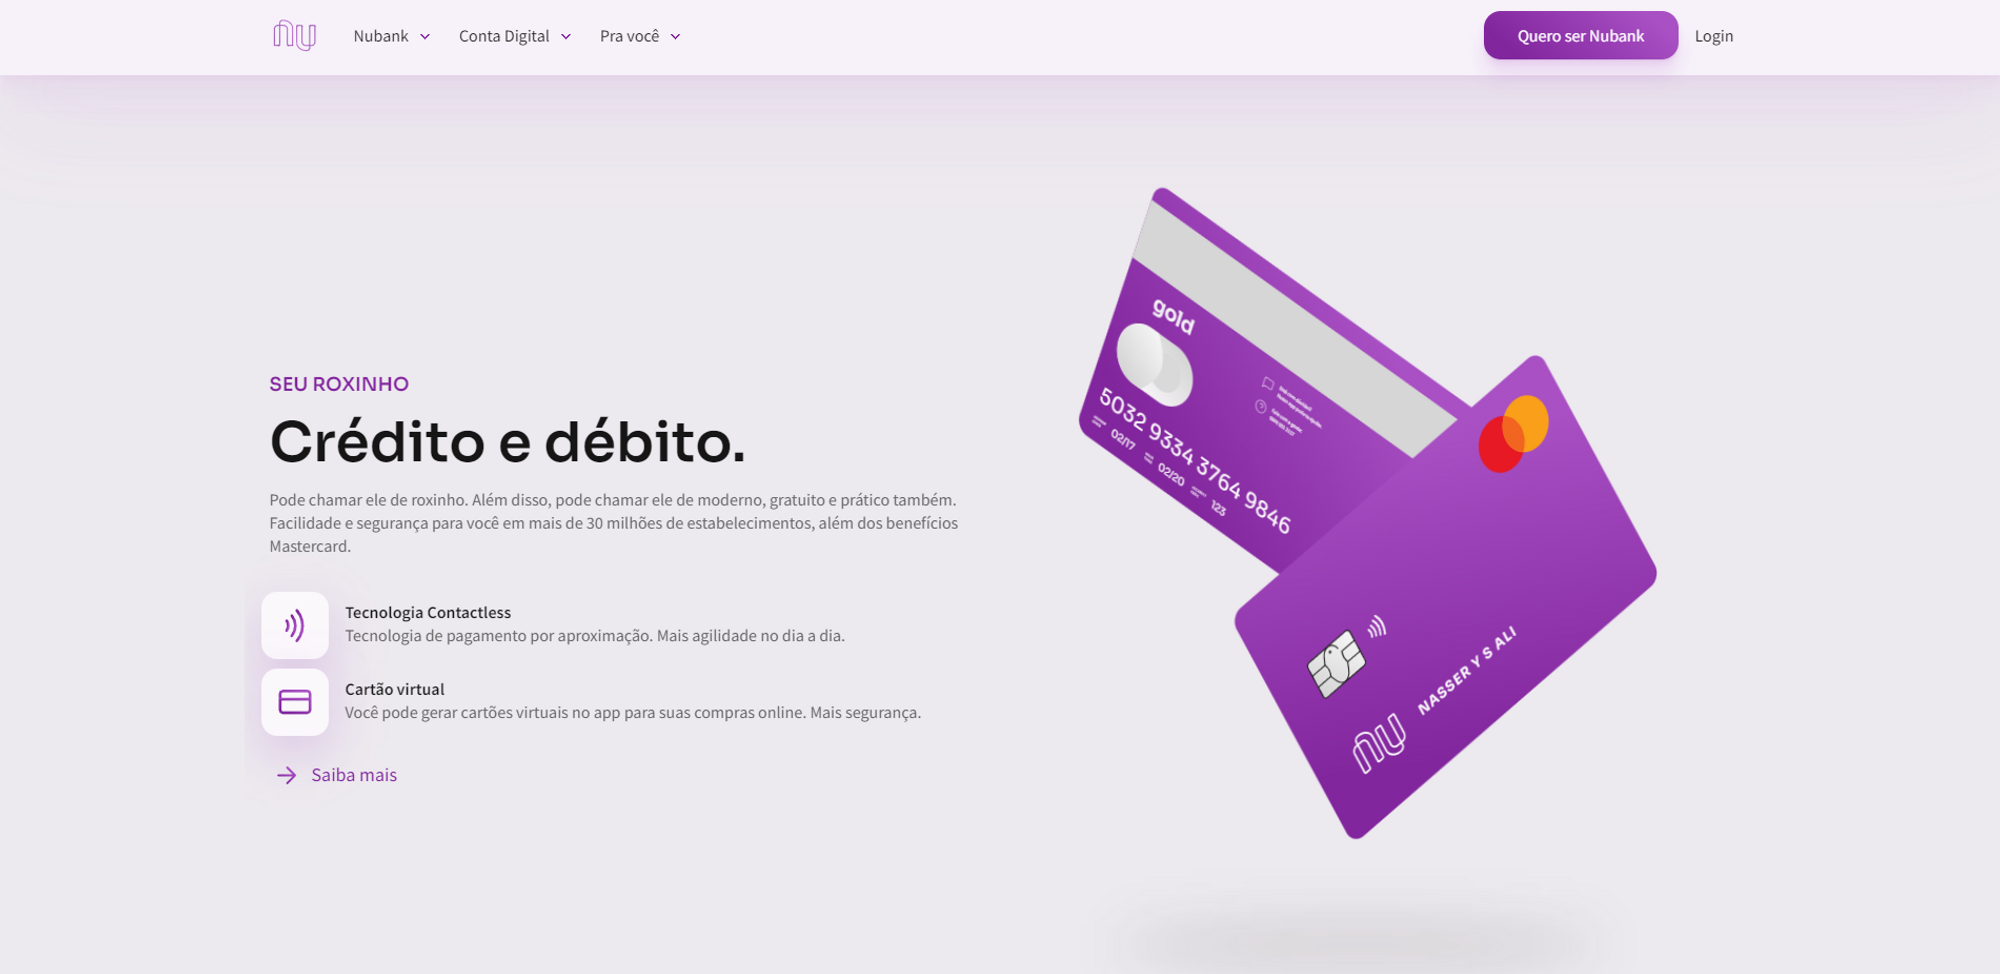 nu
Nubank
Conta Digital
Pra você
Quero ser Nubank
Login
SEU ROXINHO
Crédito e débito.
Pode chamar ele de roxinho. Além disso, pode chamar ele de moderno, gratuito e prático também.
Facilidade e segurança para você em mais de 30 milhões de estabelecimentos, além dos benefícios
Mastercard.
Tecnologia Contactless
Tecnologia de pagamento por aproximação. Mais agilidade no dia a dia.
Cartão virtual
Você pode gerar cartões virtuais no app para suas compras online. Mais segurança.
Saiba mais
gold
5032 9334 3764 9846
02/17
02/20
123
NASSER Y S ALI
nu